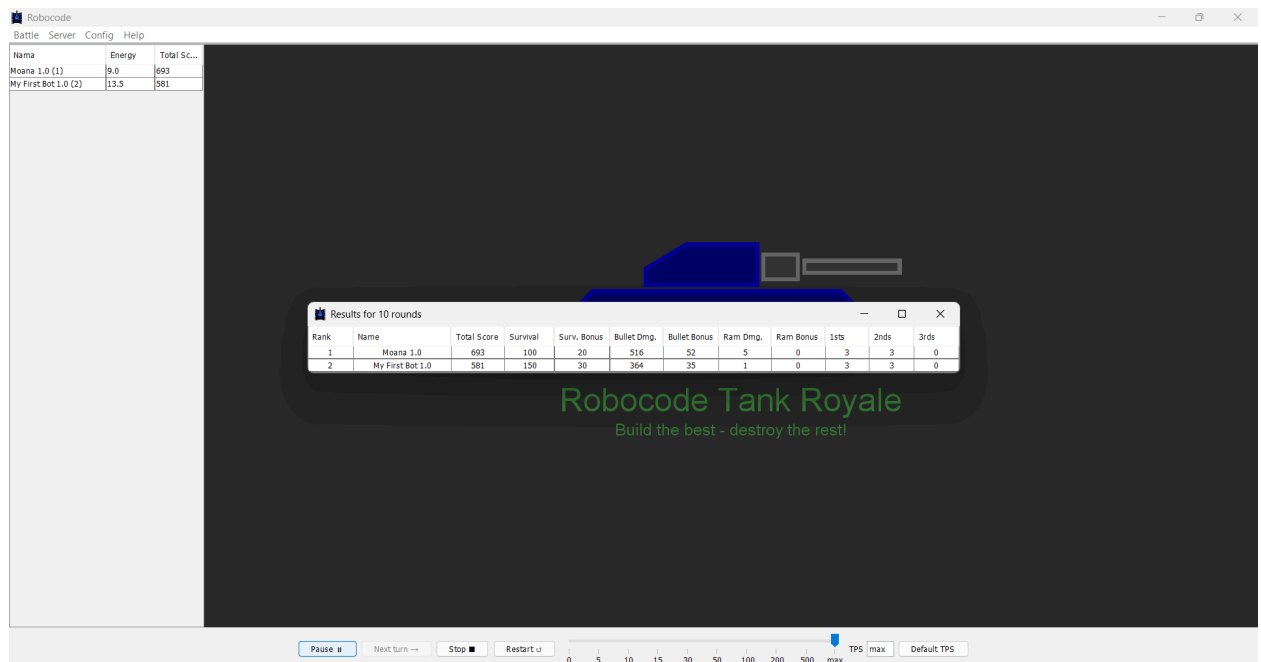 Robocode
Battle Server Config Help
Nama Energy Total Sc...
Moana 1.0 (1) 9.0 693
My First Bot 1.0 (2) 13.5 581
Results for 10 rounds
Rank Name Total Score Survival Surv. Bonus Bullet Dmg. Bullet Bonus Ram Dmg. Ram Bonus 1sts 2nds 3rds
1 Moana 1.0 693 100 20 516 52 5 0 3 3 0
2 My First Bot 1.0 581 150 30 364 35 1 0 3 3 0
Robocode Tank Royale
Build the best - destroy the rest!
Pause Next turn → Stop Restart TPS max Default TPS
0 5 10 15 30 50 100 200 500 max